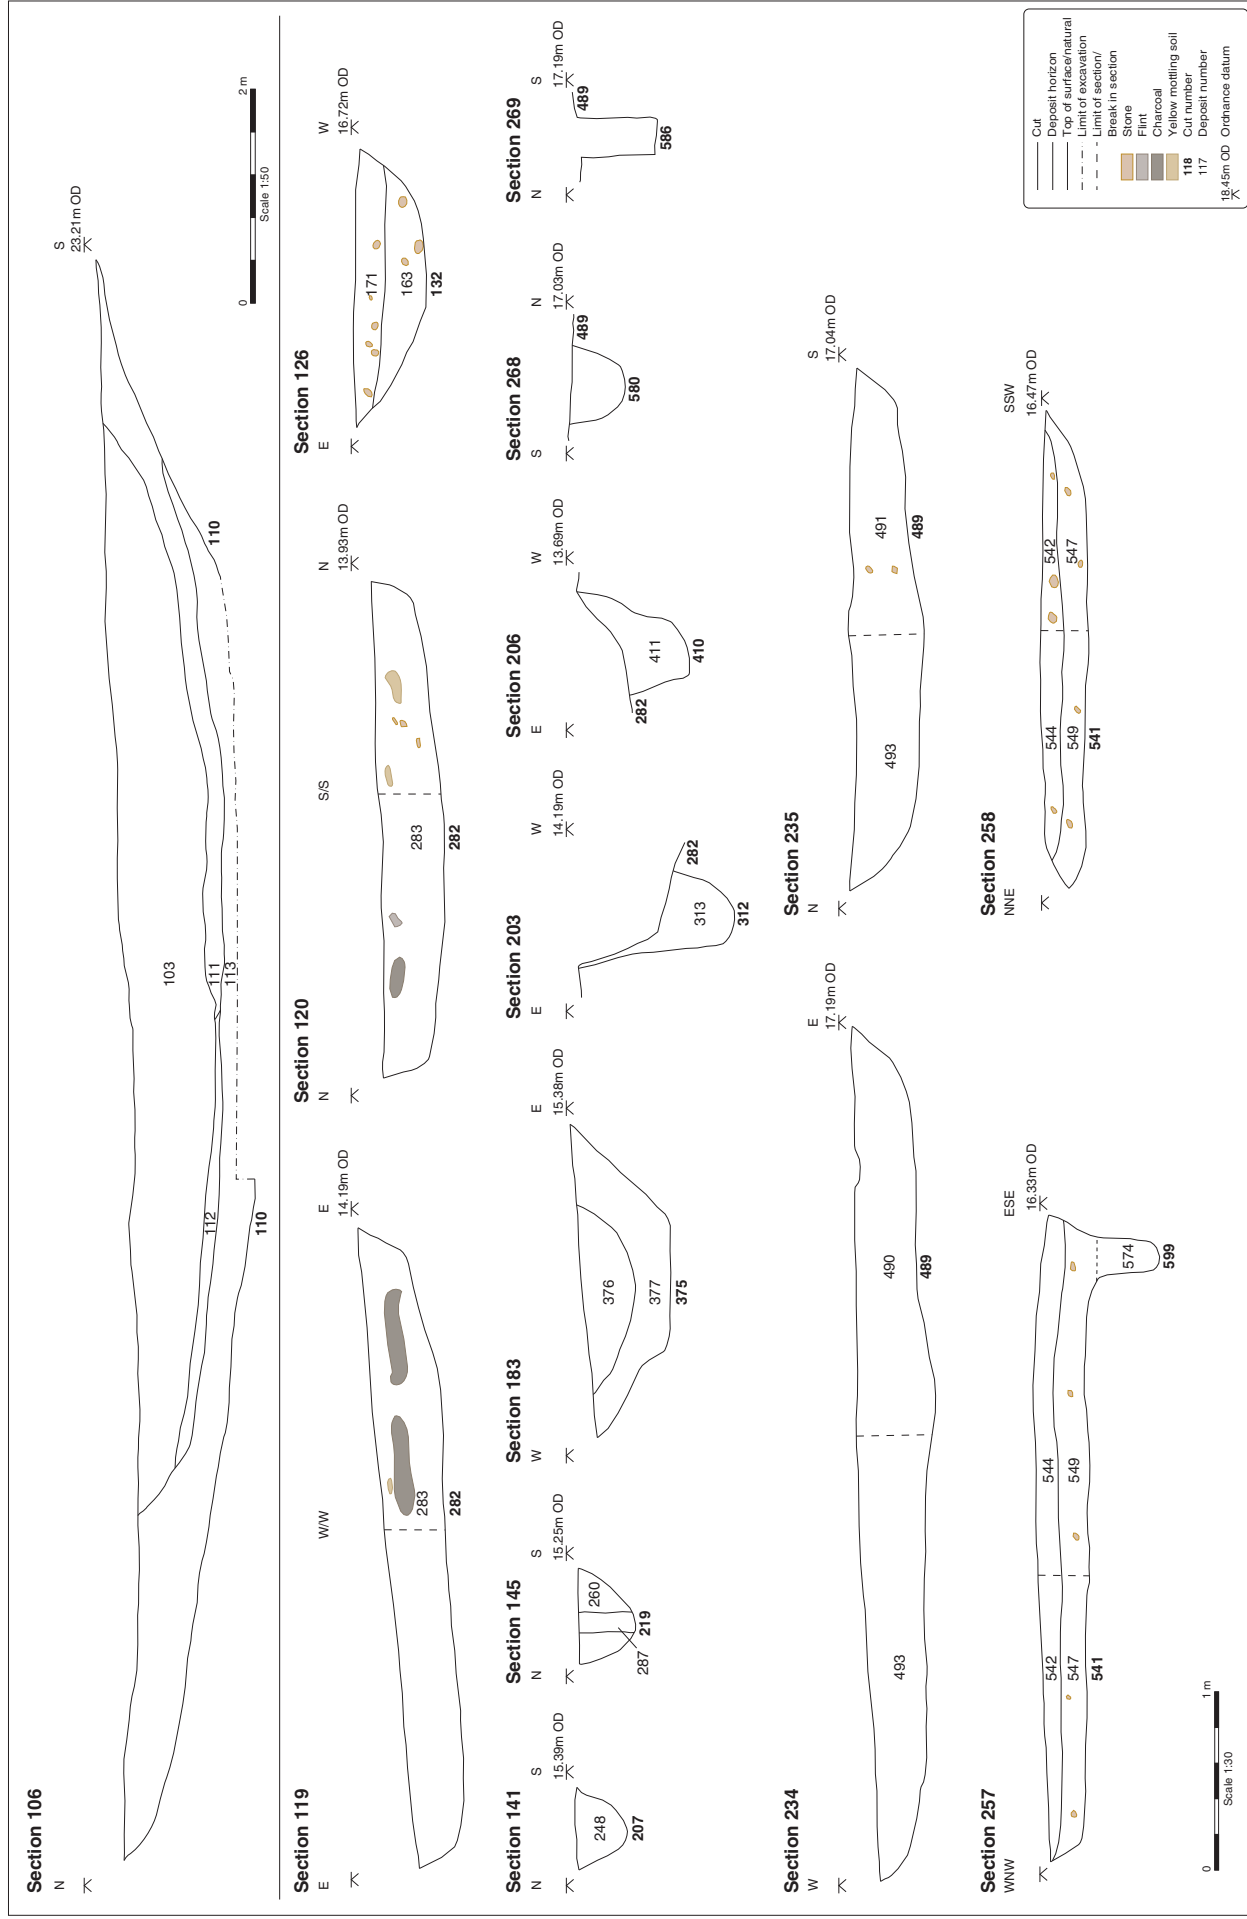 Section 106
N
S
23.21m OD
103
111
113
112
110
110
0
2 m
Scale 1:50
Section 119
E
W/W
E
14.19m OD
283
282
Section 120
N
S/S
N
13.93m OD
283
282
Section 126
E
W
16.72m OD
171
163
132
Section 141
N
S
15.39m OD
248
207
Section 145
N
S
15.25m OD
260
287
219
Section 183
W
E
15.38m OD
376
377
375
Section 203
E
W
14.19m OD
282
313
312
Section 206
E
W
13.69m OD
282
411
410
Section 268
S
N
17.03m OD
489
580
Section 269
N
S
17.19m OD
489
586
Section 234
W
E
17.19m OD
493
490
489
Section 235
N
S
17.04m OD
493
491
489
Section 257
WNW
ESE
16.33m OD
542
544
547
549
541
574
599
Section 258
NNE
SSW
16.47m OD
544
542
549
547
541
0
1 m
Scale 1:30
Cut
Deposit horizon
Top of surface/natural
Limit of excavation
Limit of section/
Break in section
Stone
Flint
Charcoal
Yellow mottling soil
118 Cut number
117 Deposit number
18.45m OD Ordnance datum